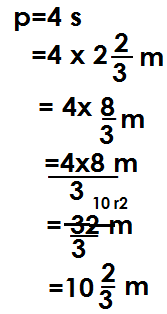 p=4 s
=4 x 2 2/3 m
= 4x 8/3 m
=4x8 m
3
10 r2
= 32 m
3
=10 2/3 m